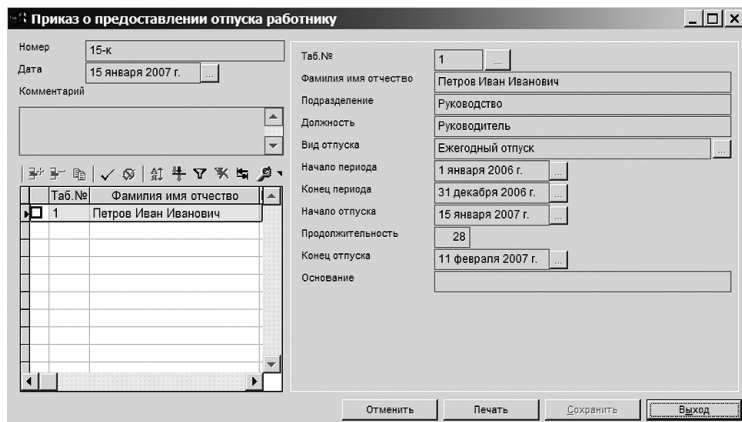 Приказ о предоставлении отпуска работнику
Номер 15-к
Дата 15 января 2007 г. ...
Комментарий
Таб.№ Фамилия имя отчество
1 Петров Иван Иванович
Таб.№ 1 ...
Фамилия имя отчество Петров Иван Иванович
Подразделение Руководство
Должность Руководитель
Вид отпуска Ежегодный отпуск ...
Начало периода 1 января 2006 г. ...
Конец периода 31 декабря 2006 г. ...
Начало отпуска 15 января 2007 г. ...
Продолжительность 28
Конец отпуска 11 февраля 2007 г. ...
Основание
Отменить Печать Сохранить Выход